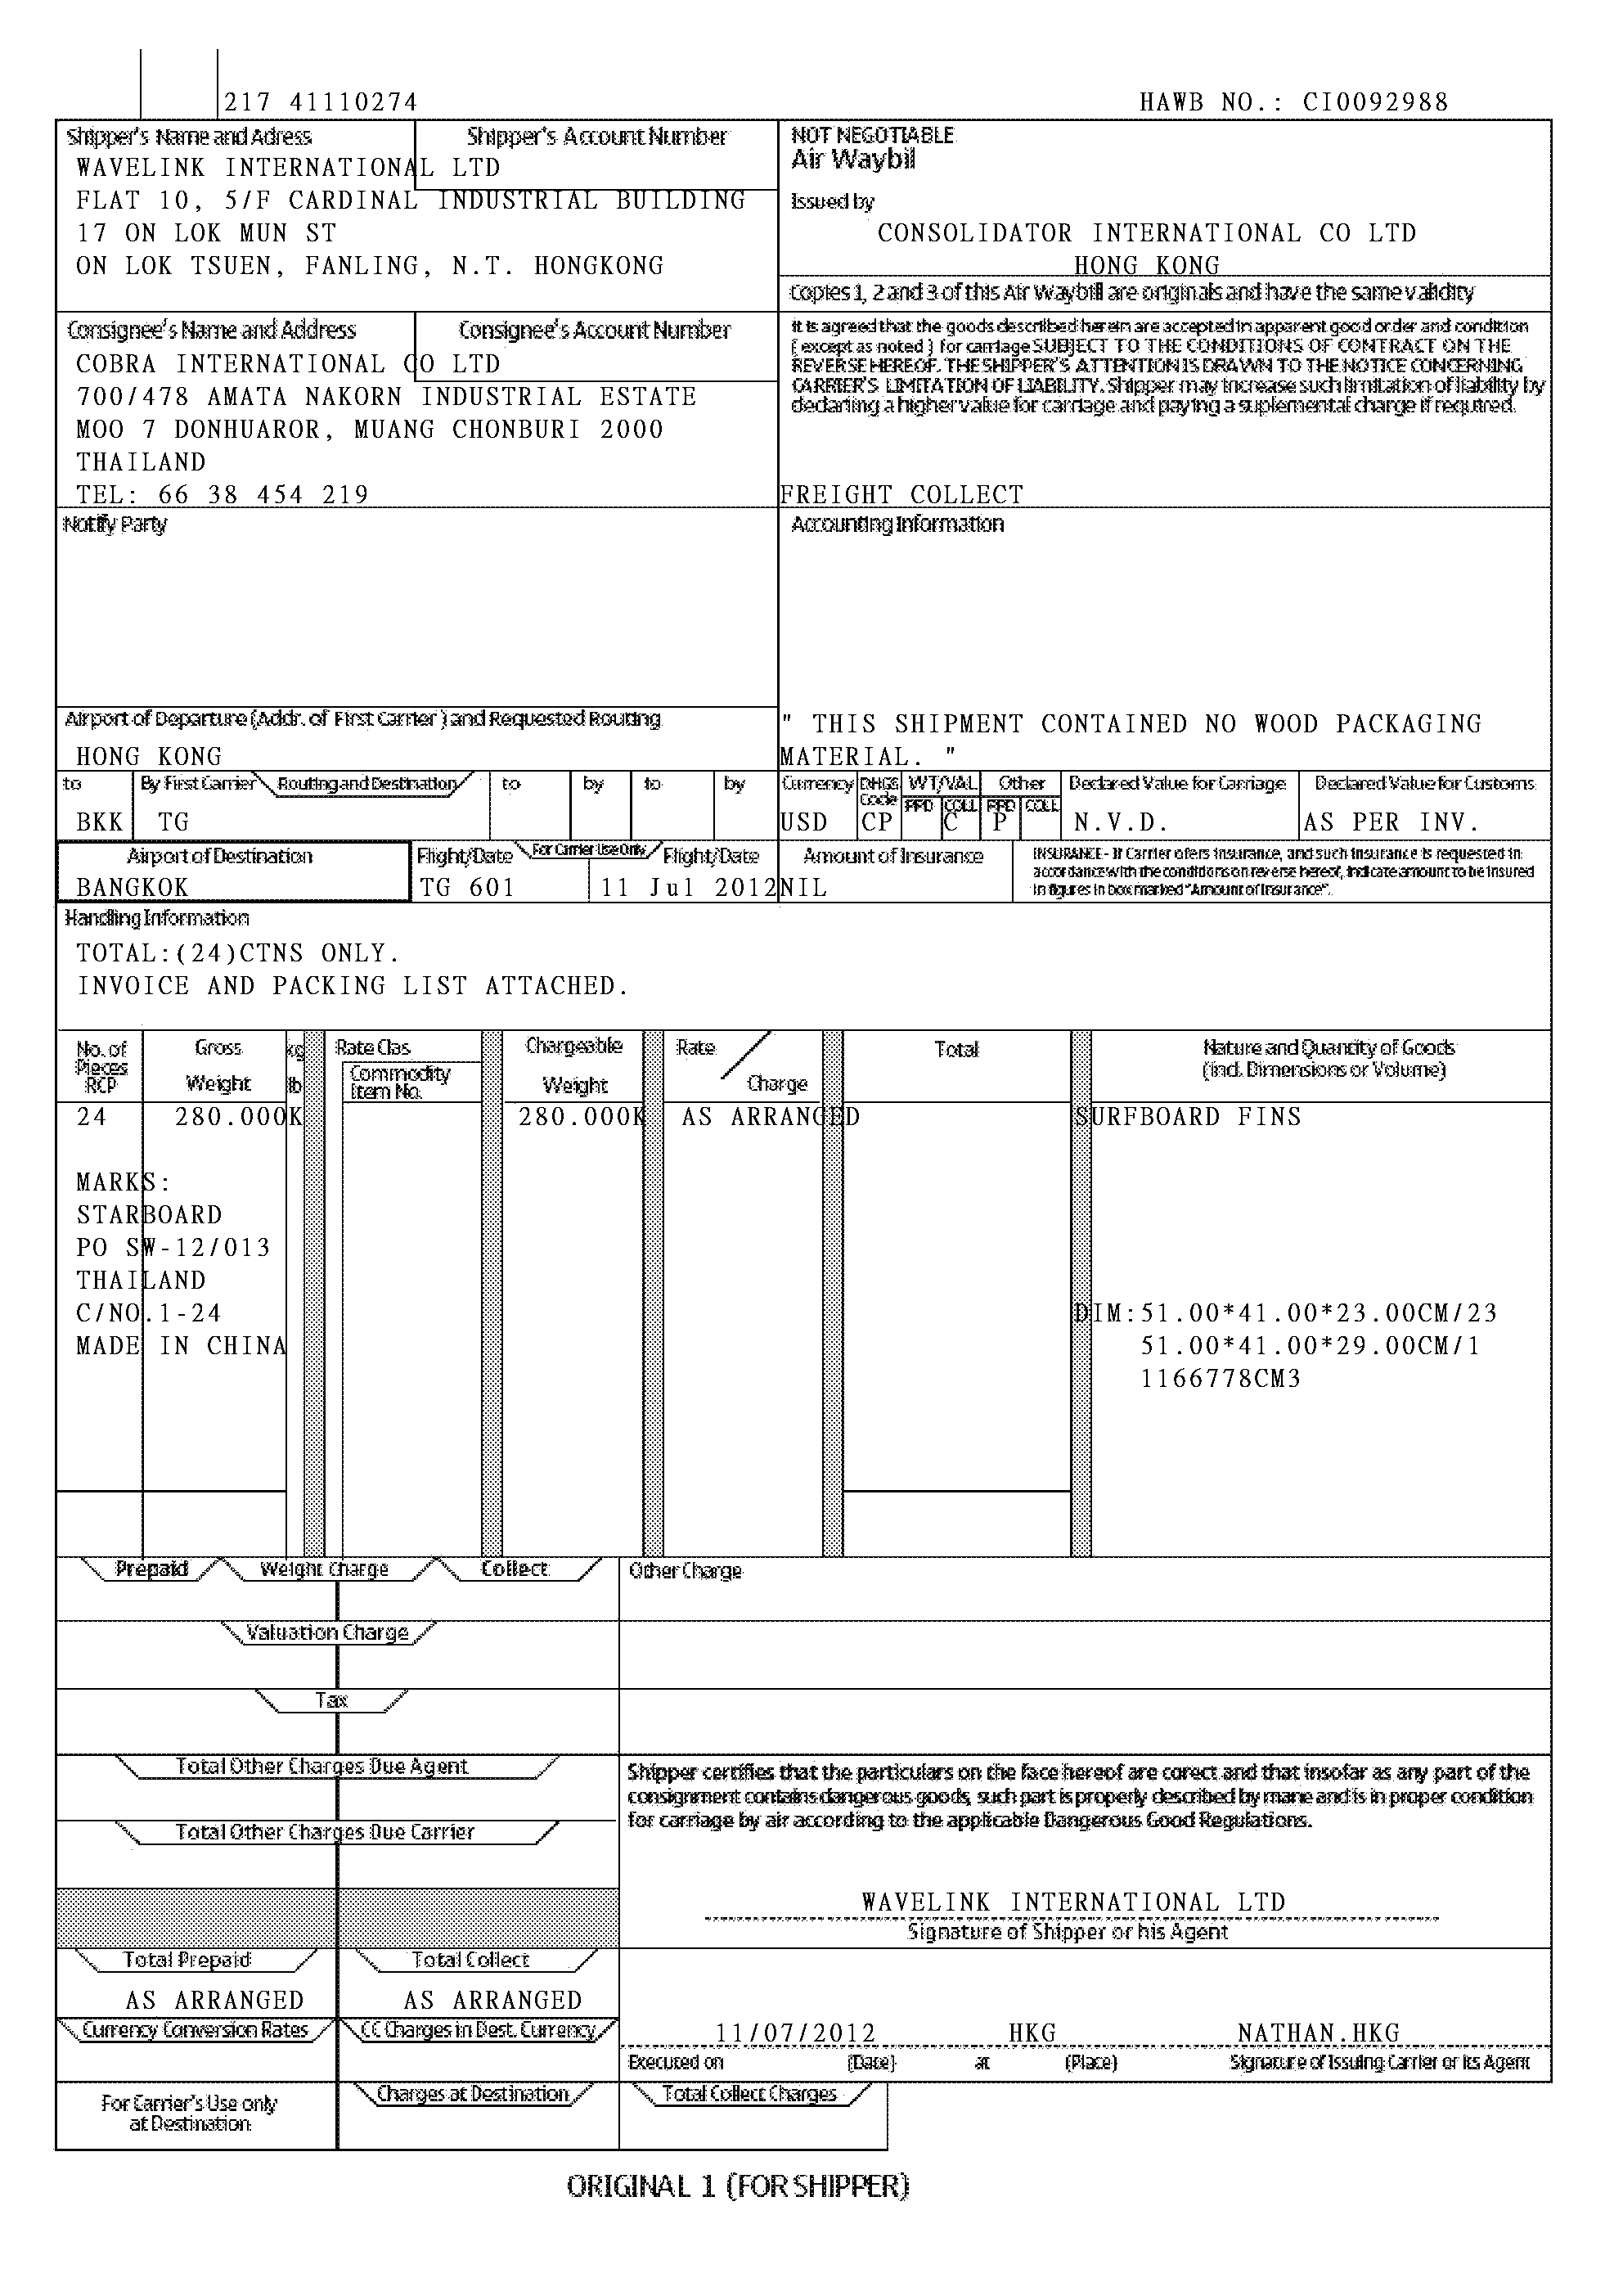 217 41110274 HAWB NO.: CI0092988
Shipper's Name and Adress Shipper's Account Number
WAVELINK INTERNATIONAL LTD
FLAT 10, 5/F CARDINAL INDUSTRIAL BUILDING
17 ON LOK MUN ST
ON LOK TSUEN, FANLING, N.T. HONGKONG
NOT NEGOTIABLE
Air Waybil
Issued by
CONSOLIDATOR INTERNATIONAL CO LTD
HONG KONG
Copies 1, 2 and 3 of this Air Waybill are originals and have the same validity
Consignee's Name and Address Consignee's Account Number
COBRA INTERNATIONAL CO LTD
700/478 AMATA NAKORN INDUSTRIAL ESTATE
MOO 7 DONHUAROR, MUANG CHONBURI 2000
THAILAND
TEL: 66 38 454 219
It is agreed that the goods described herein are accepted in apparent good order and condition
( except as noted ) for carriage SUBJECT TO THE CONDITIONS OF CONTRACT ON THE
REVERSE HEREOF. THE SHIPPER'S ATTENTION IS DRAWN TO THE NOTICE CONCERNING
CARRIER'S LIMITATION OF LIABILITY. Shipper may increase such limitation of liability by
declaring a higher value for carriage and paying a suplemental charge if required.
FREIGHT COLLECT
Notify Party
Accounting Information
Airport of Departure (Addr. of First Carrier ) and Requested Routing
HONG KONG
" THIS SHIPMENT CONTAINED NO WOOD PACKAGING
MATERIAL. "
to By First Carrier Routing and Destination to by to by Currency CHGS Code WT/VAL Other Declared Value for Carriage Declared Value for Customs
PPD COLL PPD COLL
BKK TG USD CP C P N.V.D. AS PER INV.
Airport of Destination Flight/Date For Carrier Use Only Flight/Date Amount of Insurance
BANGKOK TG 601 11 Jul 2012 NIL
INSURANCE - If Carrier ofers insurance, and such insurance is requested in
accordance with the conditions on reverse hereof, indicate amount to be insured
in figures in box marked "Amount of Insurance".
Handling Information
TOTAL:(24)CTNS ONLY.
INVOICE AND PACKING LIST ATTACHED.
No. of Pieces RCP Gross Weight kg lb Rate Clas Commodity Item No. Chargeable Weight Rate / Charge Total Nature and Quantity of Goods
(incl. Dimensions or Volume)
24 280.000K 280.000K AS ARRANGED SURFBOARD FINS
MARKS:
STARBOARD
PO SW-12/013
THAILAND
C/NO.1-24 DIM:51.00*41.00*23.00CM/23
MADE IN CHINA 51.00*41.00*29.00CM/1
1166778CM3
Prepaid Weight Charge Collect Other Charge
Valuation Charge
Tax
Total Other Charges Due Agent
Shipper certifies that the particulars on the face hereof are corect and that insofar as any part of the
consignment contains dangerous goods, such part is properly described by mane and is in proper condition
for carriage by air according to the applicable Dangerous Good Regulations.
Total Other Charges Due Carrier
WAVELINK INTERNATIONAL LTD
Signature of Shipper or his Agent
Total Prepaid Total Collect
AS ARRANGED AS ARRANGED
Currency Conversion Rates CC Charges in Dest. Currency
11/07/2012 HKG NATHAN.HKG
Executed on (Date) at (Place) Signature of Issuing Carrier or its Agent
For Carrier's Use only
at Destination
Charges at Destination Total Collect Charges
ORIGINAL 1 (FOR SHIPPER)